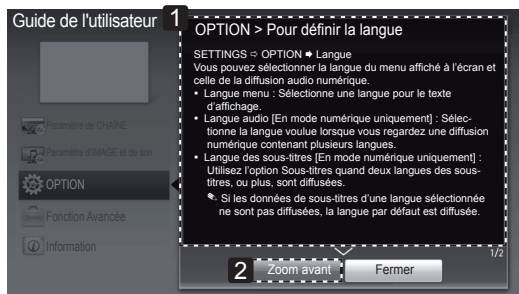 Guide de l'utilisateur
1
OPTION > Pour définir la langue
SETTINGS ⇨ OPTION ➡ Langue
Vous pouvez sélectionner la langue du menu affiché à l'écran et
celle de la diffusion audio numérique.
• Langue menu : Sélectionne une langue pour le texte
d'affichage.
• Langue audio [En mode numérique uniquement] : Sélec-
tionne la langue voulue lorsque vous regardez une diffusion
numérique contenant plusieurs langues.
• Langue des sous-titres [En mode numérique uniquement] :
Utilisez l'option Sous-titres quand deux langues des sous-
titres, ou plus, sont diffusées.
✎ Si les données de sous-titres d'une langue sélectionnée
ne sont pas diffusées, la langue par défaut est diffusée.
Paramètre de CHAÎNE
Paramètre d'IMAGE et de son
OPTION
Fonction Avancée
Information
1/2
2
Zoom avant
Fermer